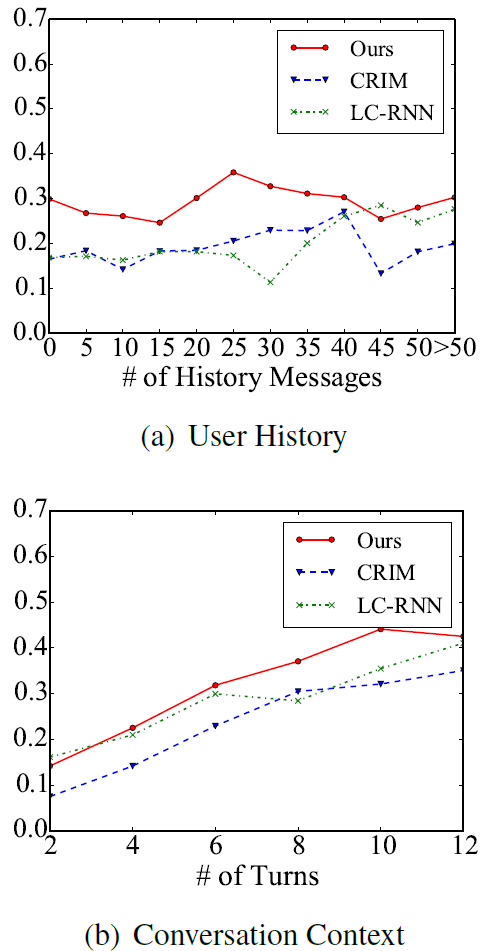 0.7
0.6
0.5
0.4
0.3
0.2
0.1
0.0
Ours
CRIM
LC-RNN
0 5 10 15 20 25 30 35 40 45 50>50
# of History Messages
(a) User History
0.7
0.6
0.5
0.4
0.3
0.2
0.1
0.0
Ours
CRIM
LC-RNN
2 4 6 8 10 12
# of Turns
(b) Conversation Context